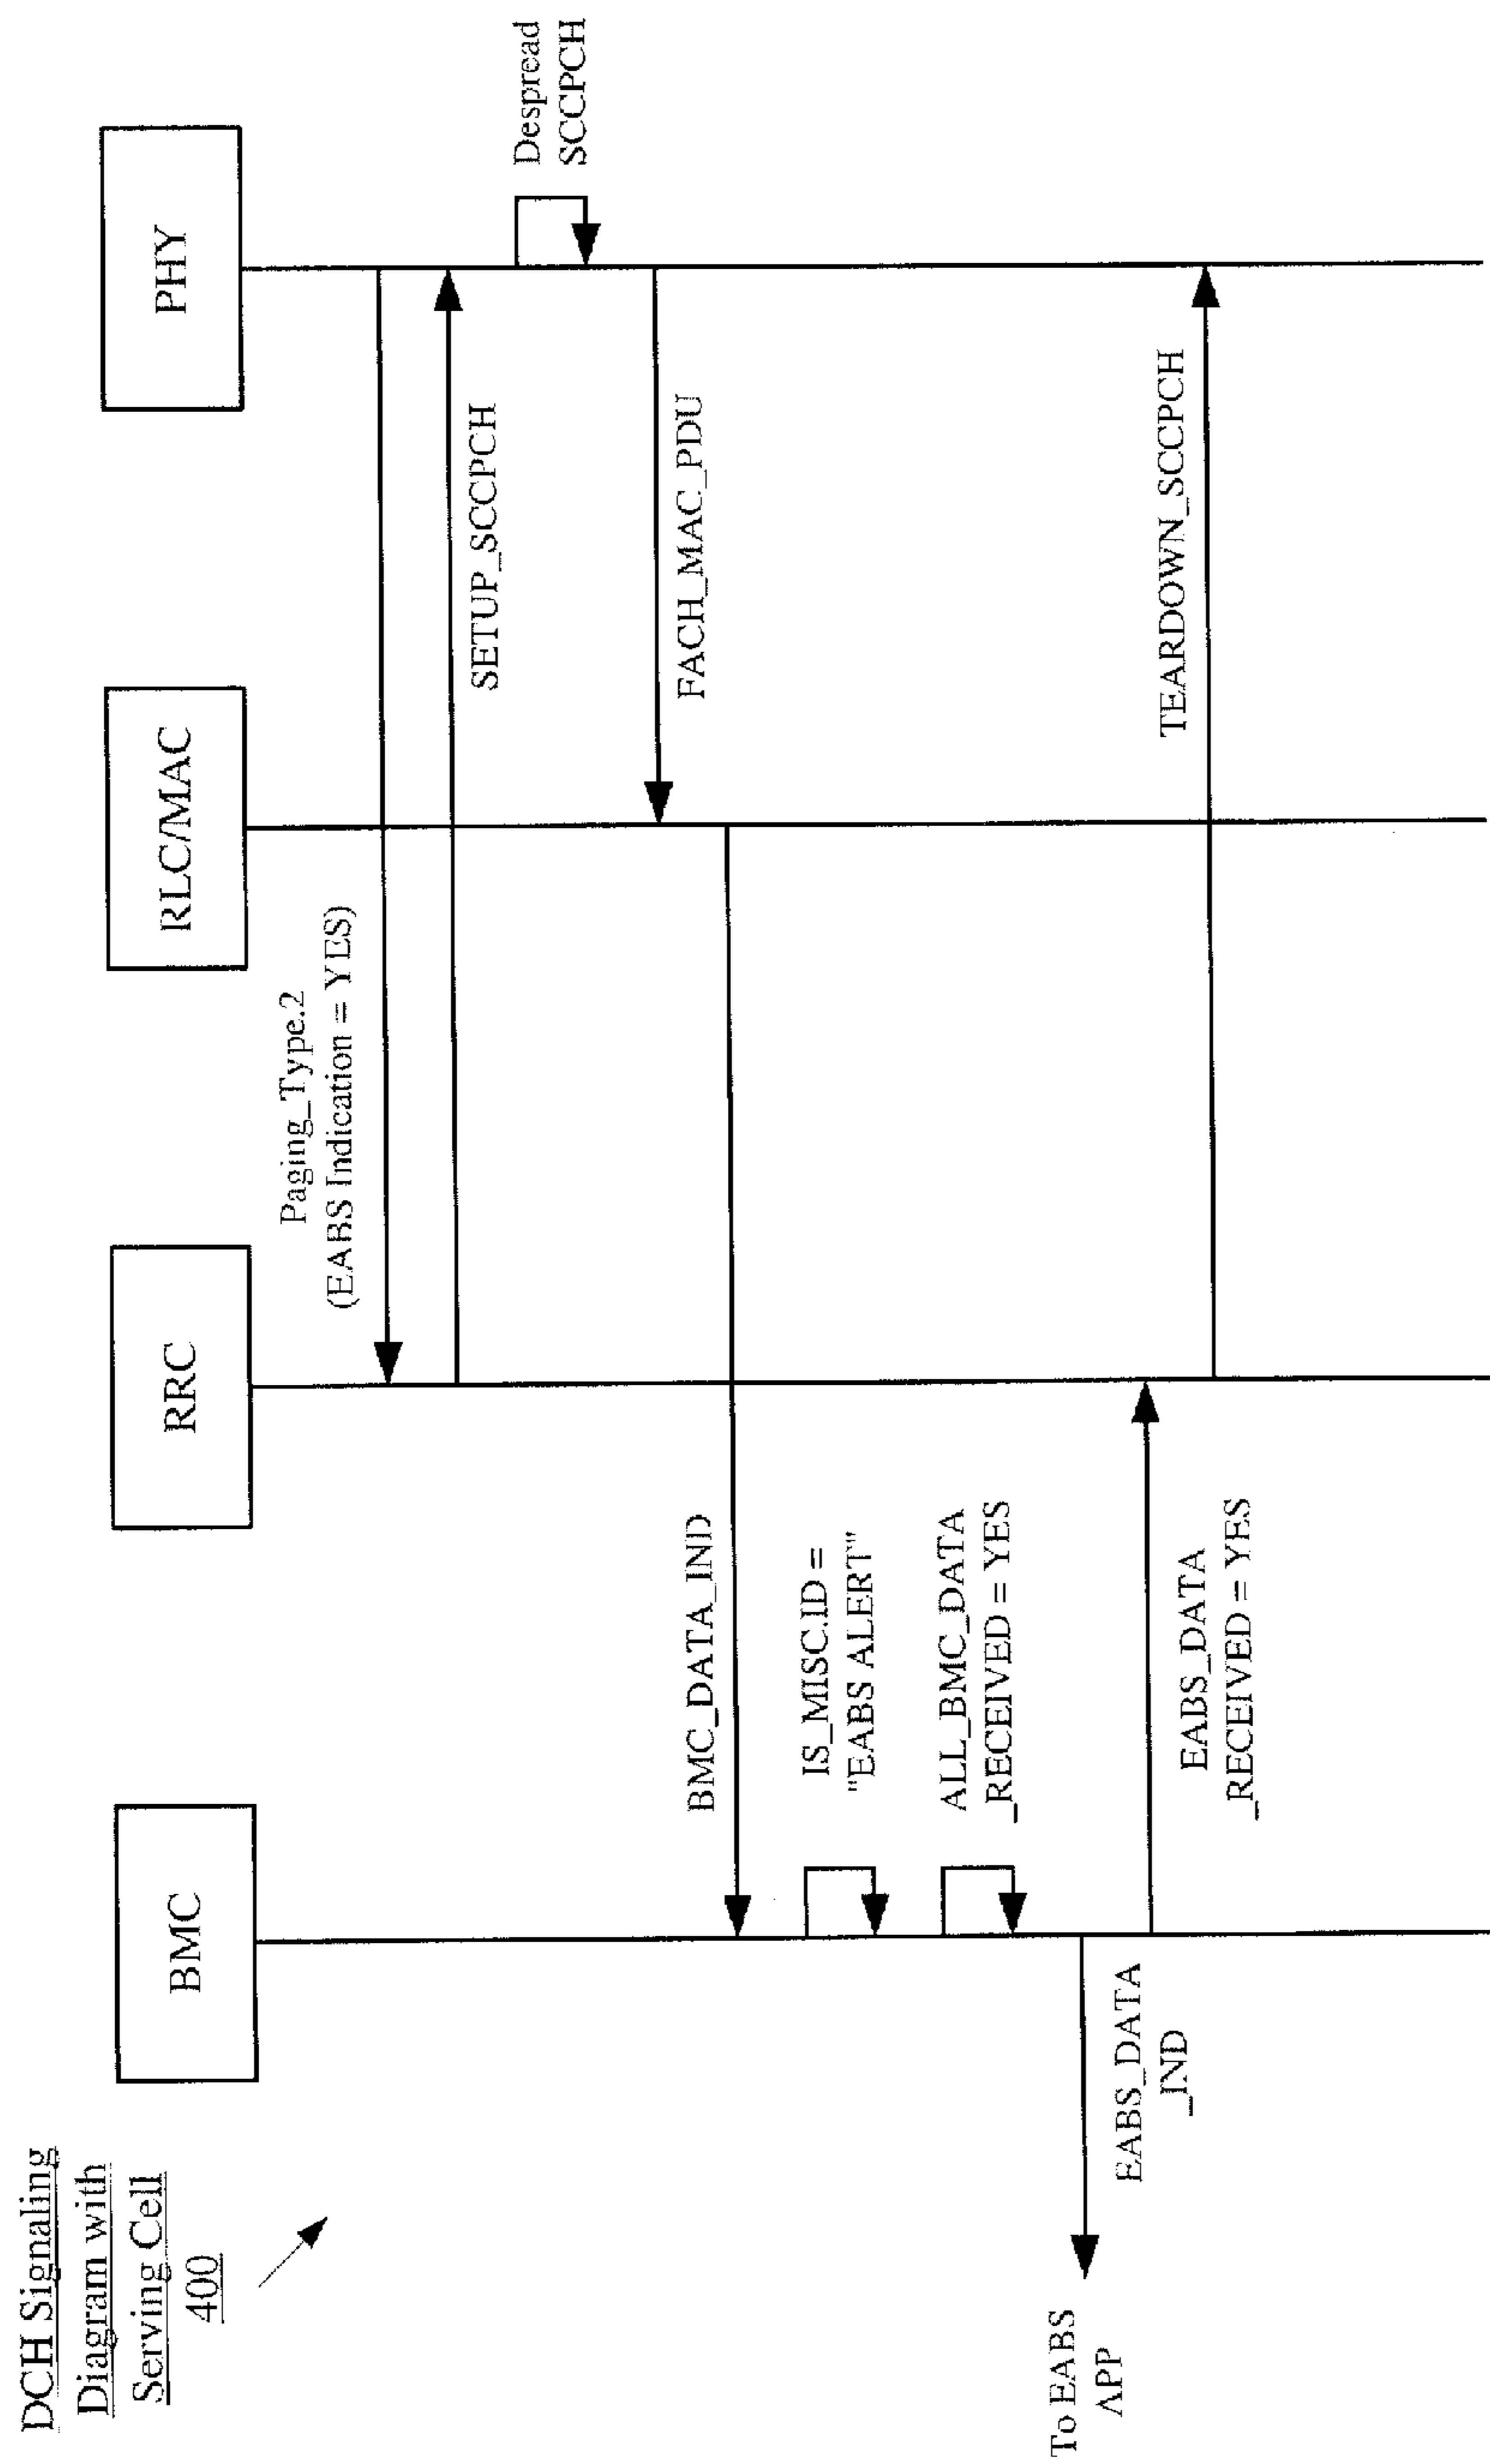 DCH Signaling
Diagram with
Serving Cell
400
BMC
RRC
RLC/MAC
PHY
Paging_Type.2
(EABS Indication = YES)
SETUP_SCCPCH
Despread
SCCPCH
FACH_MAC_PDU
BMC_DATA_IND
IS_MISC.ID =
"EABS ALERT"
ALL_BMC_DATA
_RECEIVED = YES
To EABS
APP
EABS_DATA
_IND
EABS_DATA
_RECEIVED = YES
TEARDOWN_SCCPCH